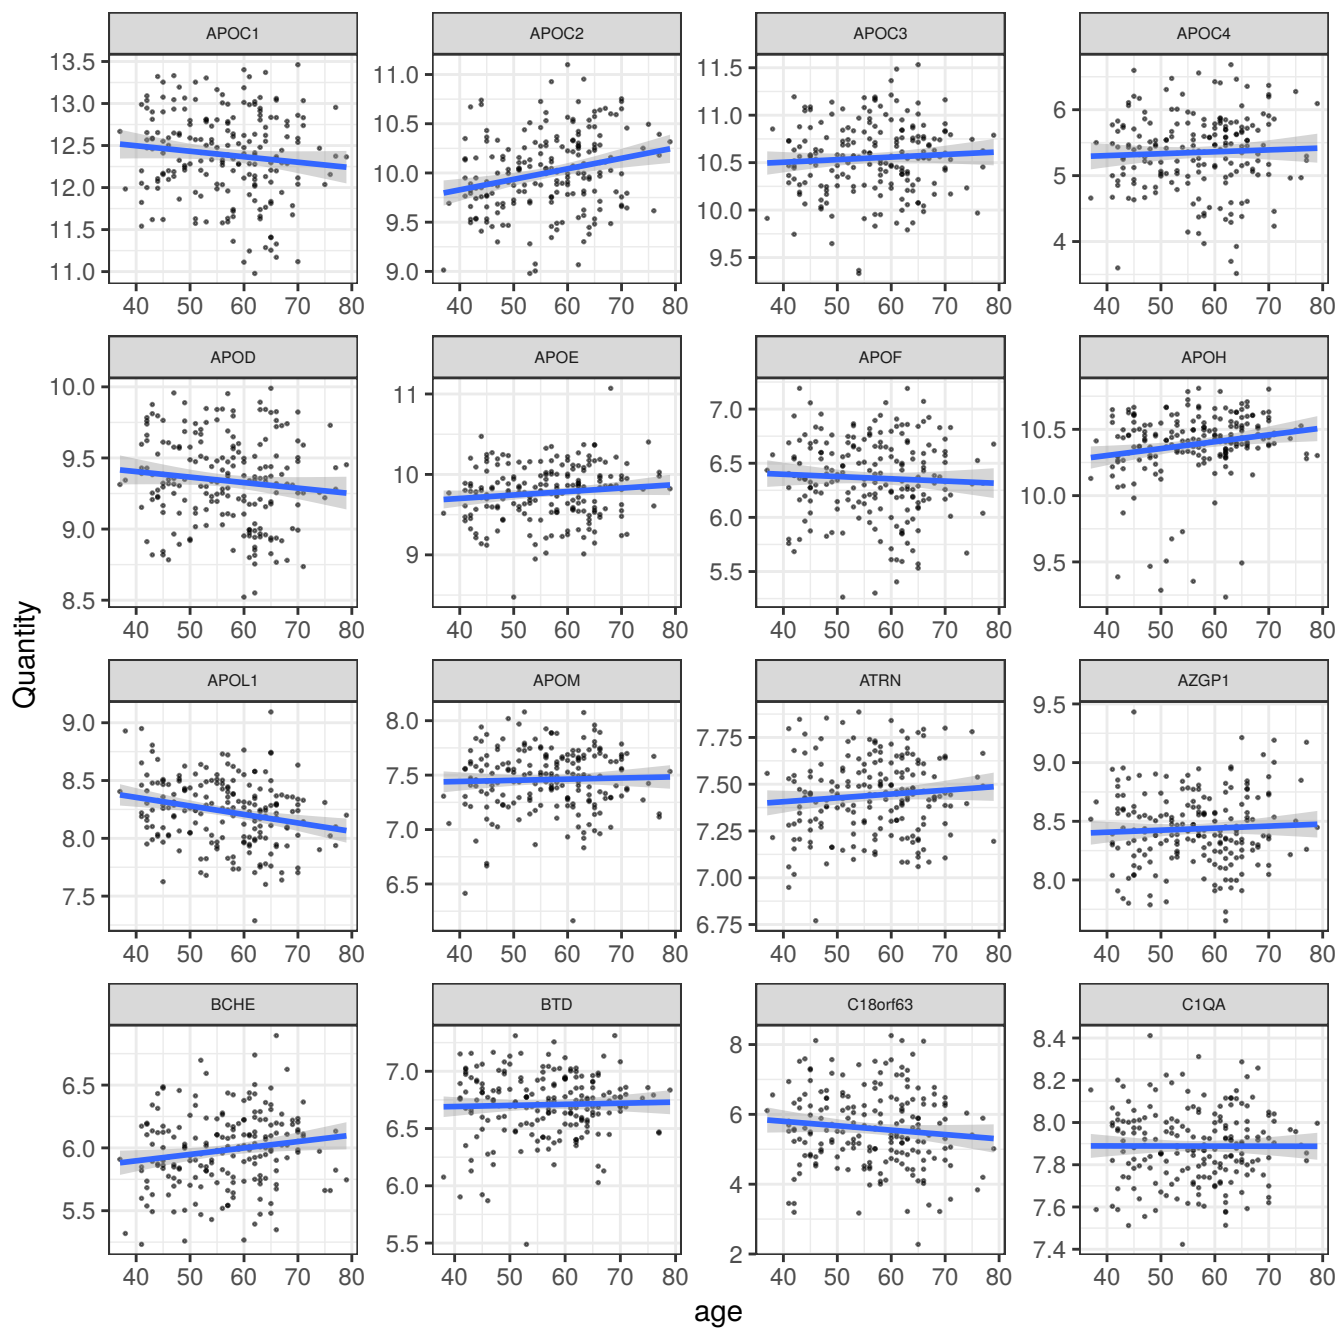 APOC1 APOC2 APOC3 APOC4
13.5 13.0 12.5 12.0 11.5 11.0
11.0 10.5 10.0 9.5 9.0
11.5 11.0 10.5 10.0 9.5
6 5 4
40 50 60 70 80 40 50 60 70 80 40 50 60 70 80 40 50 60 70 80
APOD APOE APOF APOH
10.0 9.5 9.0 8.5
11 10 9
7.0 6.5 6.0 5.5
10.5 10.0 9.5
40 50 60 70 80 40 50 60 70 80 40 50 60 70 80 40 50 60 70 80
Quantity
APOL1 APOM ATRN AZGP1
9.0 8.5 8.0 7.5
8.0 7.5 7.0 6.5
7.75 7.50 7.25 7.00 6.75
9.5 9.0 8.5 8.0
40 50 60 70 80 40 50 60 70 80 40 50 60 70 80 40 50 60 70 80
BCHE BTD C18orf63 C1QA
6.5 6.0 5.5
7.0 6.5 6.0 5.5
8 6 4 2
8.4 8.2 8.0 7.8 7.6 7.4
40 50 60 70 80 40 50 60 70 80 40 50 60 70 80 40 50 60 70 80
age